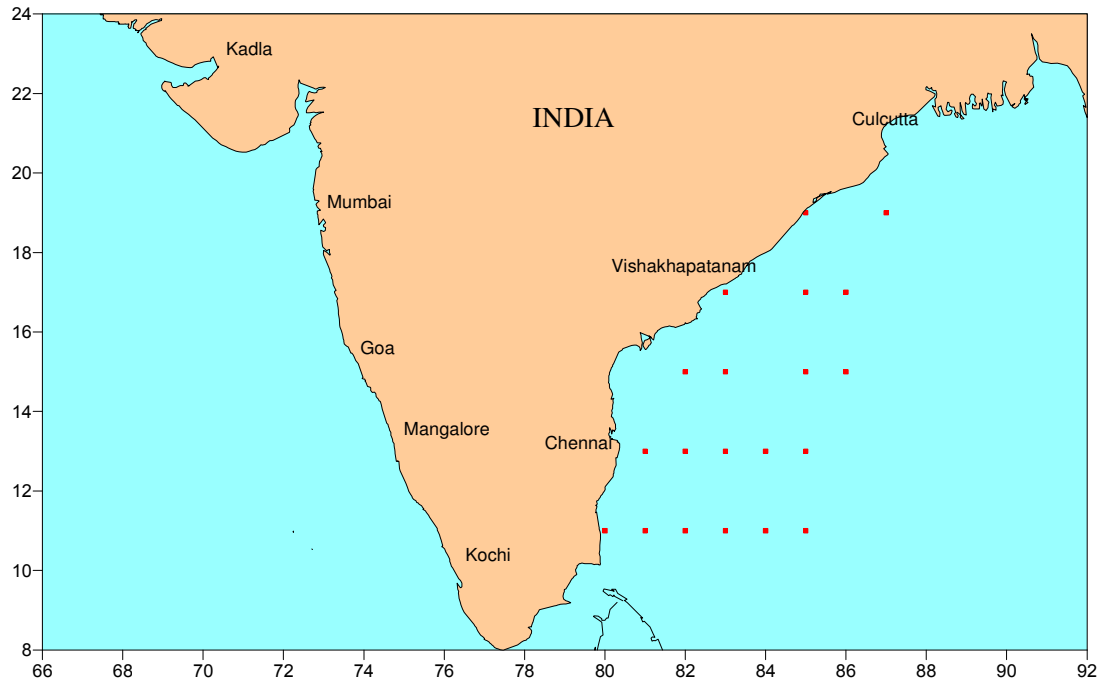 24
Kadla
22
INDIA
Culcutta
20
Mumbai
18
Vishakhapatanam
16
Goa
14
Mangalore
Chennai
12
Kochi
10
8
66 68 70 72 74 76 78 80 82 84 86 88 90 92